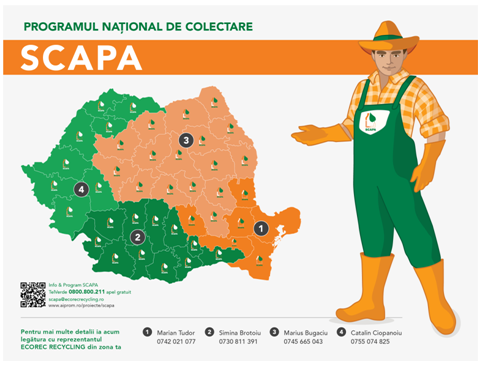 PROGRAMUL NAȚIONAL DE COLECTARE
SCAPA
SCAPA
3
4
2
1
Info & Program SCAPA
TelVerde 0800.800.211 apel gratuit
scapa@ecorecrecycling.ro
www.aiprom.ro/proiecte/scapa
Pentru mai multe detalii ia acum
legătura cu reprezentantul
ECOREC RECYCLING din zona ta
1 Marian Tudor
0742 021 077
2 Simina Brotoiu
0730 811 391
3 Marius Bugaciu
0745 665 043
4 Catalin Ciopanoiu
0755 074 825